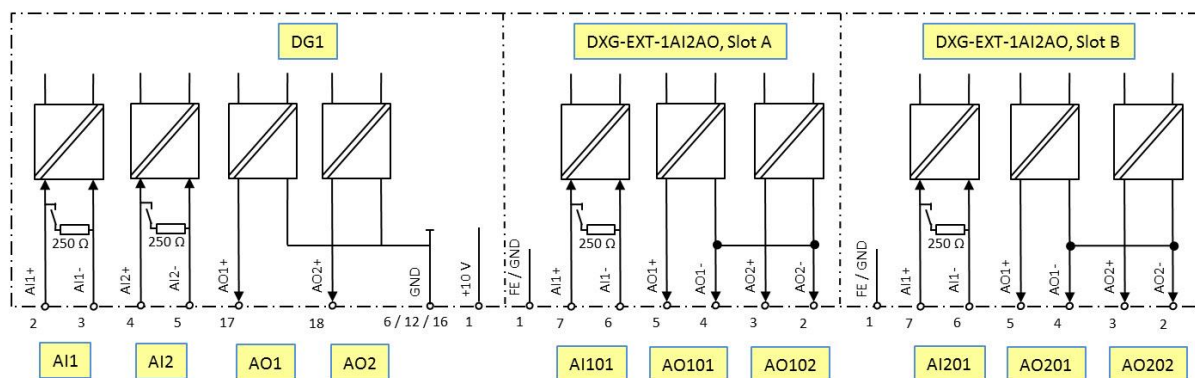 DG1
DXG-EXT-1AI2AO, Slot A
DXG-EXT-1AI2AO, Slot B
250 Ω
250 Ω
250 Ω
250 Ω
AI1+
AI1-
AI2+
AI2-
AO1+
AO2+
GND
+10 V
FE / GND
AI1+
AI1-
AO1+
AO1-
AO2+
AO2-
FE / GND
AI1+
AI1-
AO1+
AO1-
AO2+
AO2-
2 3 4 5 17 18 6 / 12 / 16 1 1 7 6 5 4 3 2 1 7 6 5 4 3 2
AI1 AI2 AO1 AO2 AI101 AO101 AO102 AI201 AO201 AO202